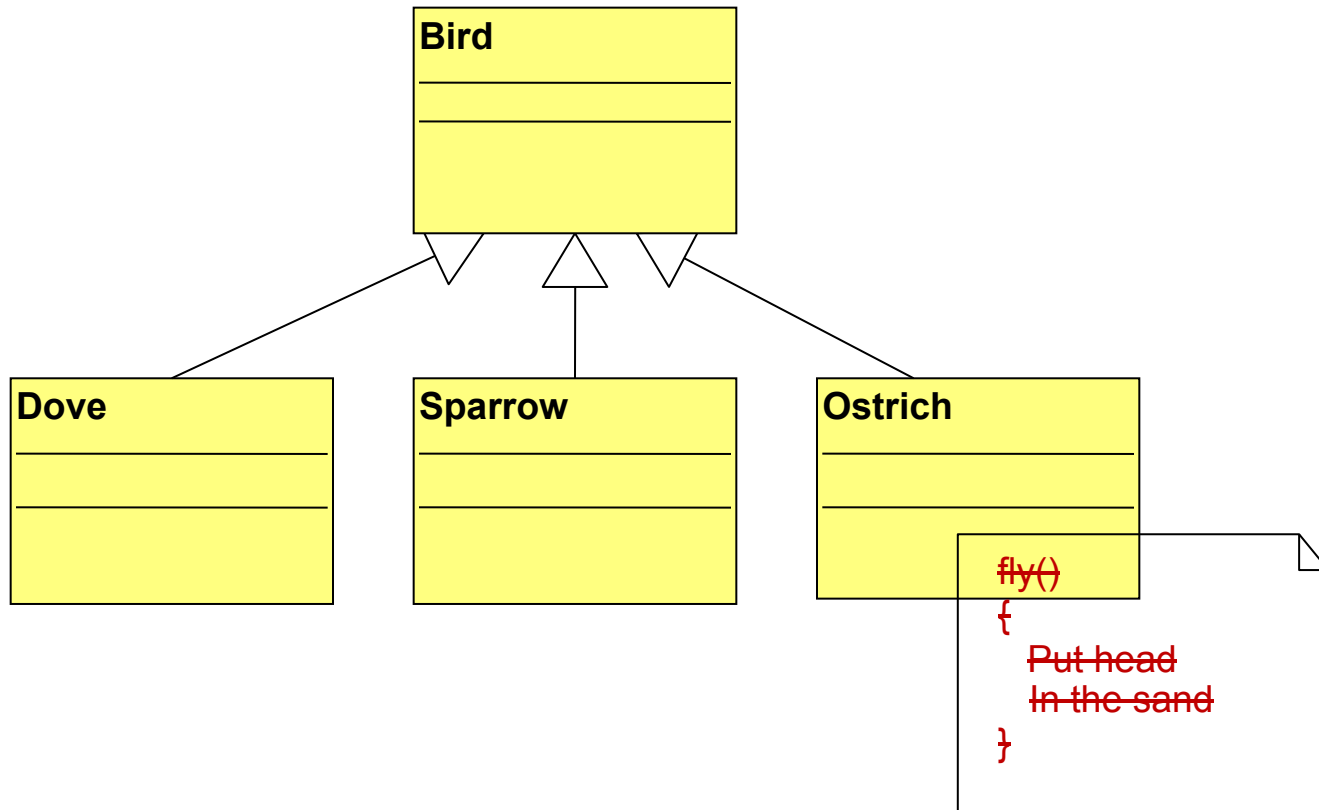 Bird
Dove
Sparrow
Ostrich
fly()
{
Put head
In the sand
}